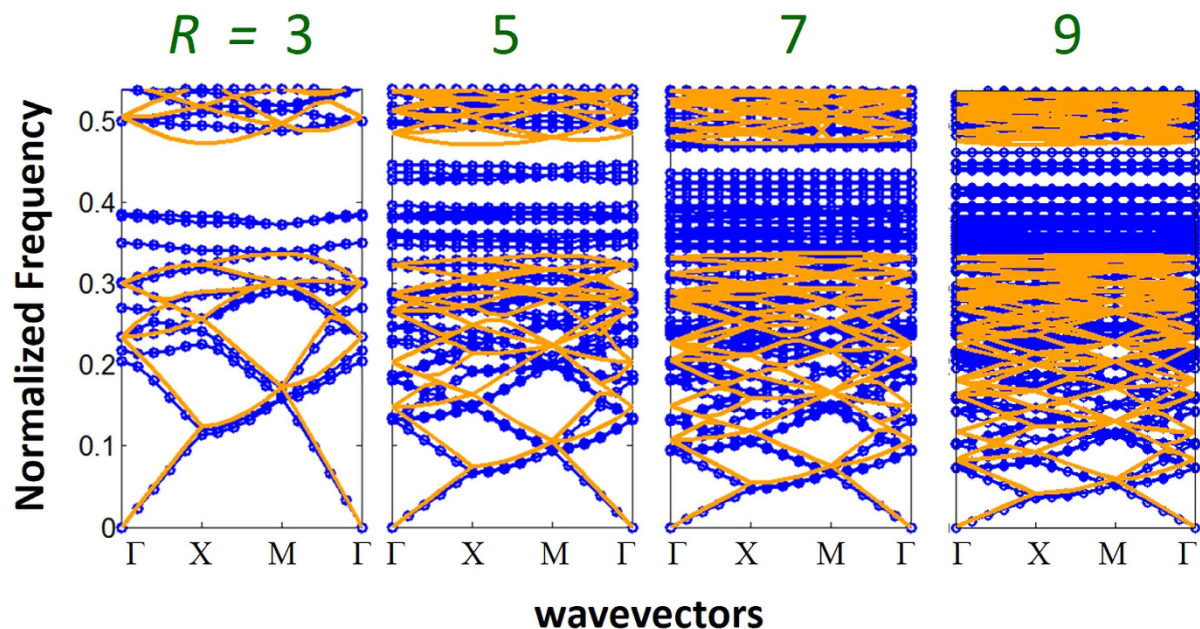 R = 3 5 7 9
Normalized Frequency
0.5
0.4
0.3
0.2
0.1
0
Γ X M Γ Γ X M Γ Γ X M Γ Γ X M Γ
wavevectors